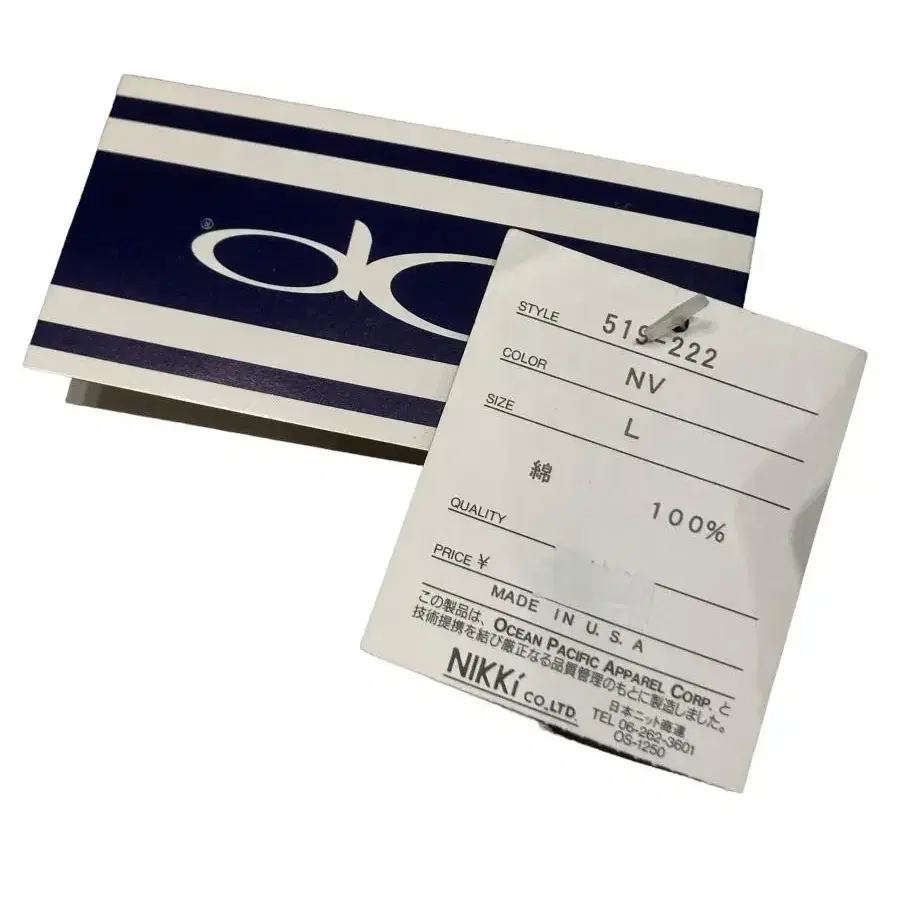 ®
STYLE 519-222
COLOR NV
SIZE L
綿 100%
QUALITY
PRICE ¥
MADE IN U.S.A
この製品は、OCEAN PACIFIC APPAREL CORP. と
技術提携を結び厳正なる品質管理のもとに製造しました。
NIKKI CO.,LTD.
日本ニット商運
TEL 06-262-3601
OS-1250